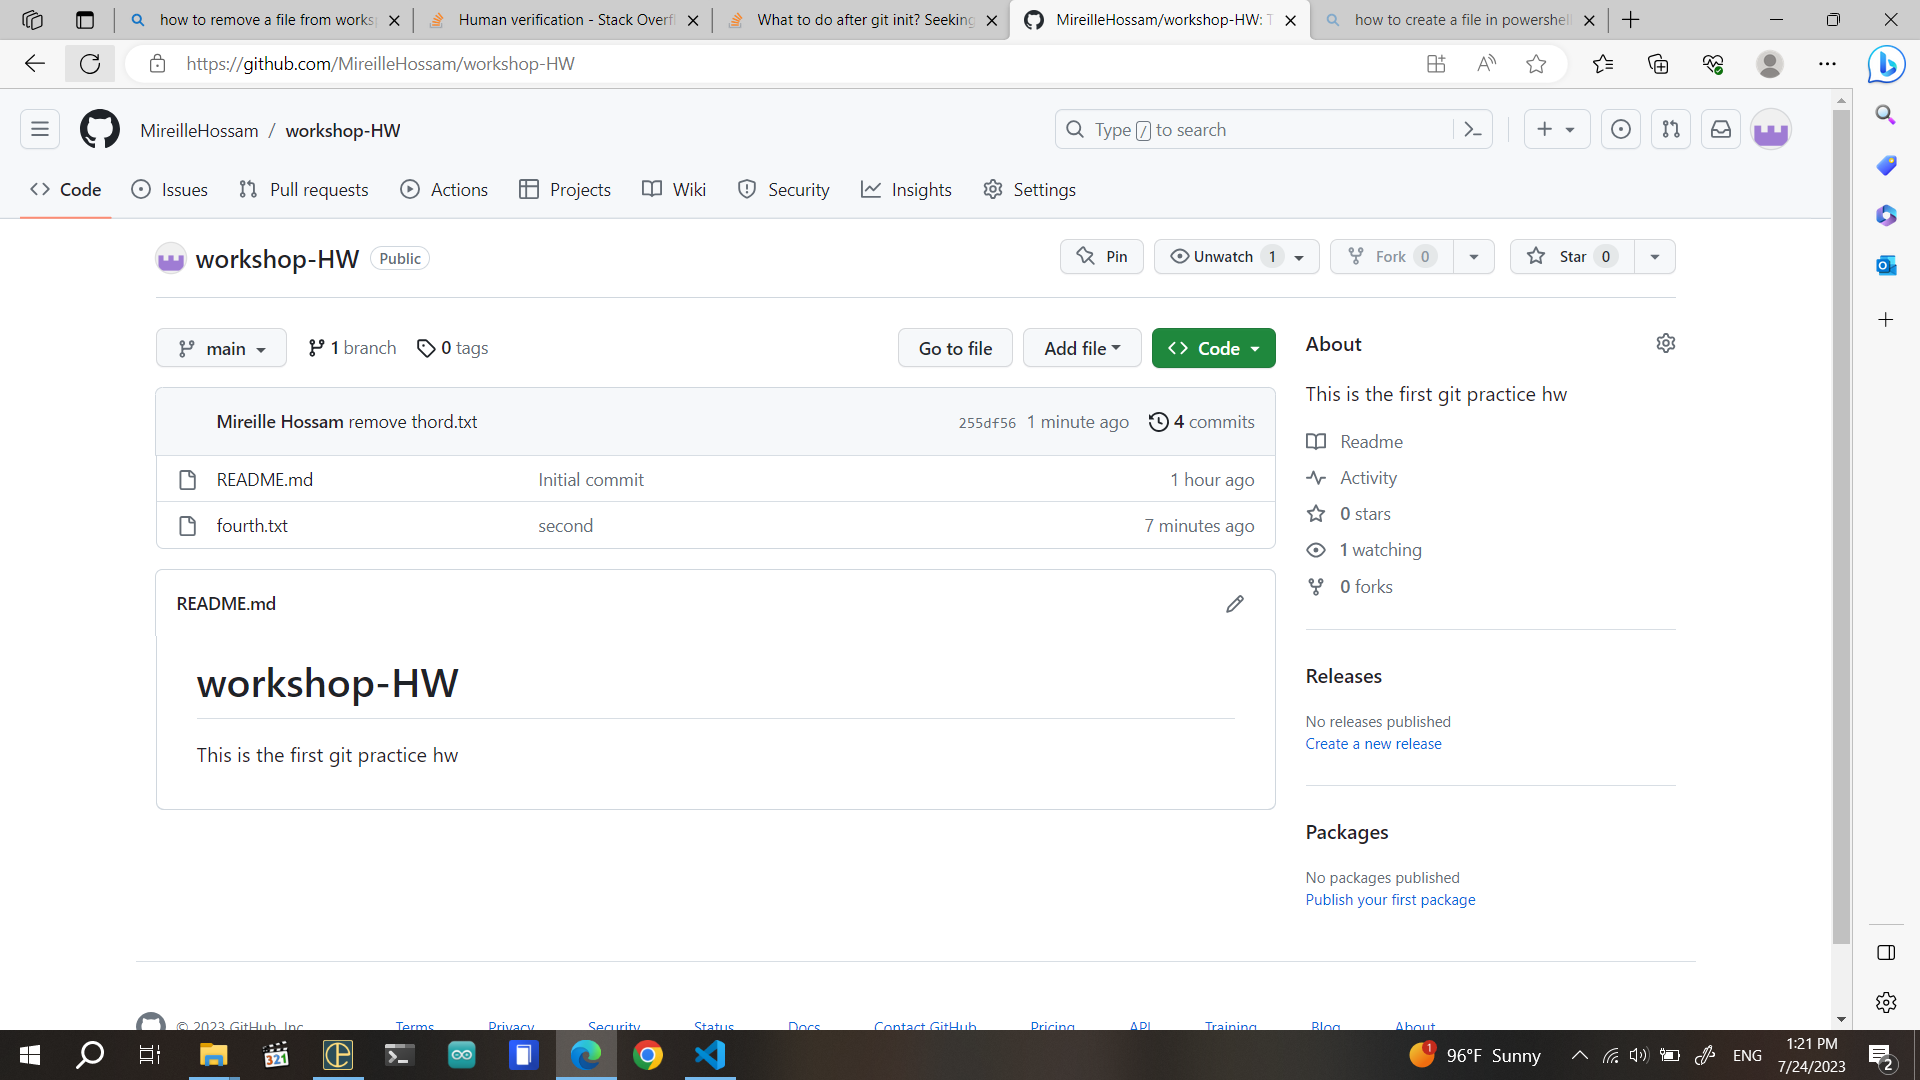 how to remove a file from works
Human verification - Stack Overfl
What to do after git init? Seeking
MireilleHossam/workshop-HW: T
how to create a file in powershell
https://github.com/MireilleHossam/workshop-HW
MireilleHossam / workshop-HW
Type / to search
Code Issues Pull requests Actions Projects Wiki Security Insights Settings
workshop-HW Public
Pin Unwatch 1 Fork 0 Star 0
main 1 branch 0 tags
Go to file Add file Code
Mireille Hossam remove thord.txt 255df56 1 minute ago 4 commits
README.md Initial commit 1 hour ago
fourth.txt second 7 minutes ago
README.md
workshop-HW
This is the first git practice hw
About
This is the first git practice hw
Readme
Activity
0 stars
1 watching
0 forks
Releases
No releases published
Create a new release
Packages
No packages published
Publish your first package
© 2023 GitHub, Inc. Terms Privacy Security Status Docs Contact GitHub Pricing API Training Blog About
321
1
96°F Sunny
ENG
1:21 PM
7/24/2023
2